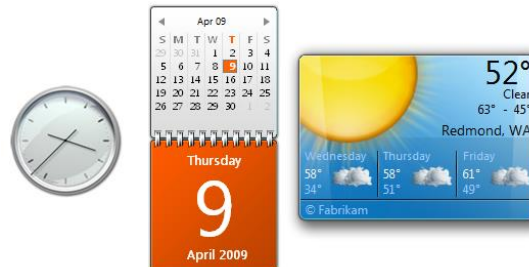 Apr 09
S M T W T F S
29 30 31 1 2 3 4
5 6 7 8 9 10 11
12 13 14 15 16 17 18
19 20 21 22 23 24 25
26 27 28 29 30 1 2
Thursday
9
April 2009
52°
Clear
63° - 45°
Redmond, WA
Wednesday Thursday Friday
58° 58° 61°
34° 51° 49°
© Fabrikam